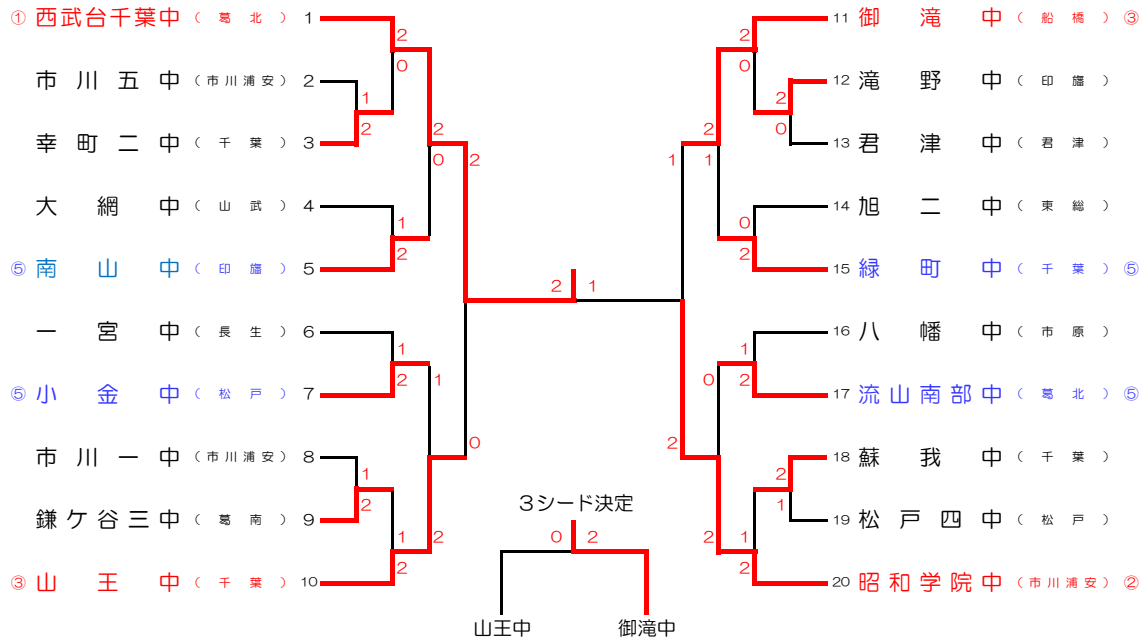 ① 西武台千葉中 （葛北） 1
市川五中 （市川浦安） 2
幸町二中 （千葉） 3
大網中 （山武） 4
⑤ 南山中 （印旛） 5
一宮中 （長生） 6
⑤ 小金中 （松戸） 7
市川一中 （市川浦安） 8
鎌ケ谷三中 （葛南） 9
③ 山王中 （千葉） 10
2
0
1
2
2
0
2
1
2
1
2
1
0
1
2
1
2
2
2 1
11 御滝中 （船橋） ③
12 滝野中 （印旛）
13 君津中 （君津）
14 旭二中 （東総）
15 緑町中 （千葉） ⑤
16 八幡中 （市原）
17 流山南部中 （葛北） ⑤
18 蘇我中 （千葉）
19 松戸四中 （松戸）
20 昭和学院中 （市川浦安） ②
2
0
2
0
2
1
1
0
2
1
2
0
2
2
1
2
1
2
3シード決定
0 2
山王中 御滝中